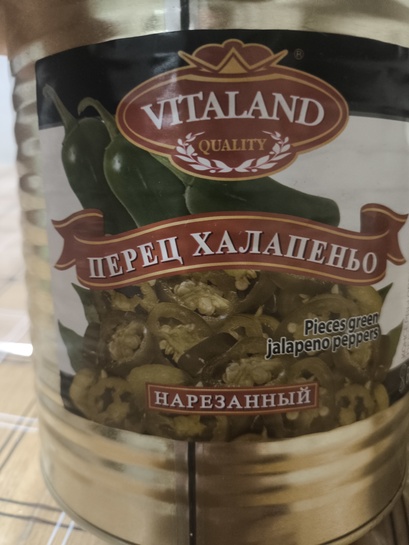 VITALAND
®
QUALITY
ПЕРЕЦ ХАЛАПЕНЬО
Pieces green
jalapeno peppers
НАРЕЗАННЫЙ